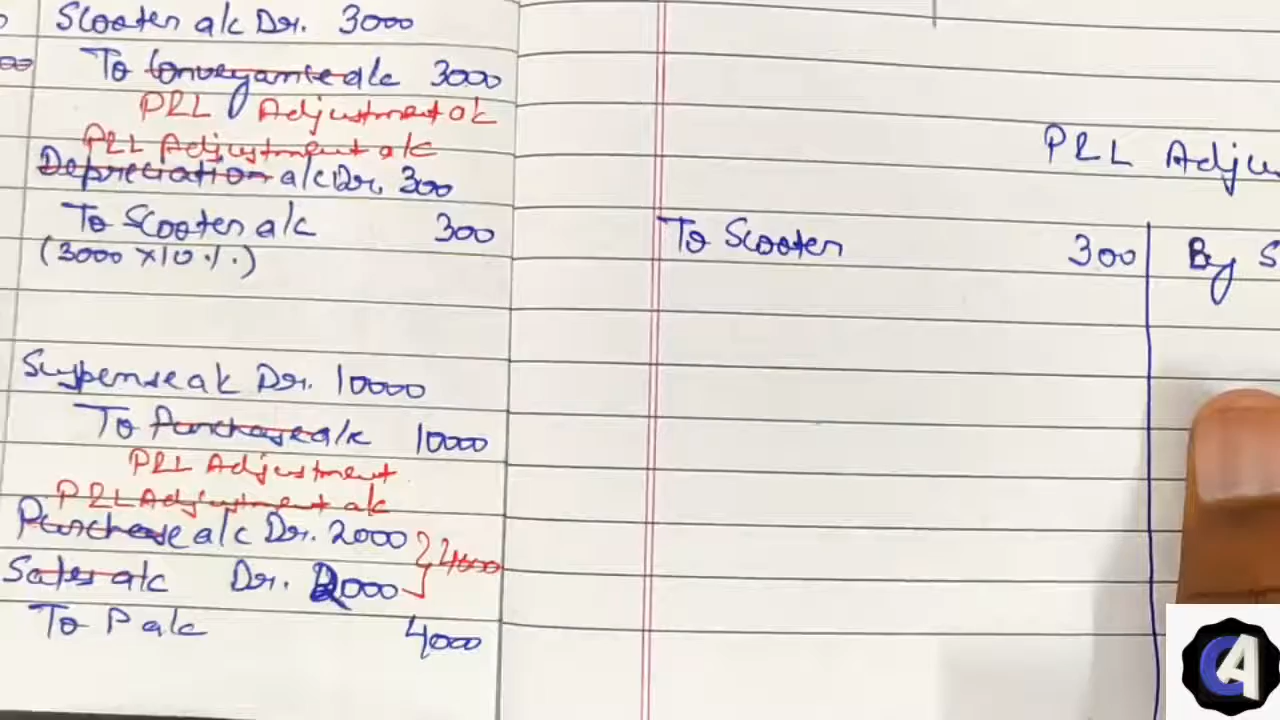 Scooter a/c Dr. 3000
To Conveyance a/c 3000
P&L Adjustment a/c
P&L Adjustment a/c
Depreciation a/c Dr. 300
To Scooter a/c 300
(3000 × 10%.)
Suspense a/c Dr. 10000
To Purchase a/c 10000
P&L Adjustment
P&L Adjustment a/c
Purchase a/c Dr. 2000
4000
Sales a/c Dr. 2000
To P a/c 4000
P&L Adju
To Scooter 300
By S
CA